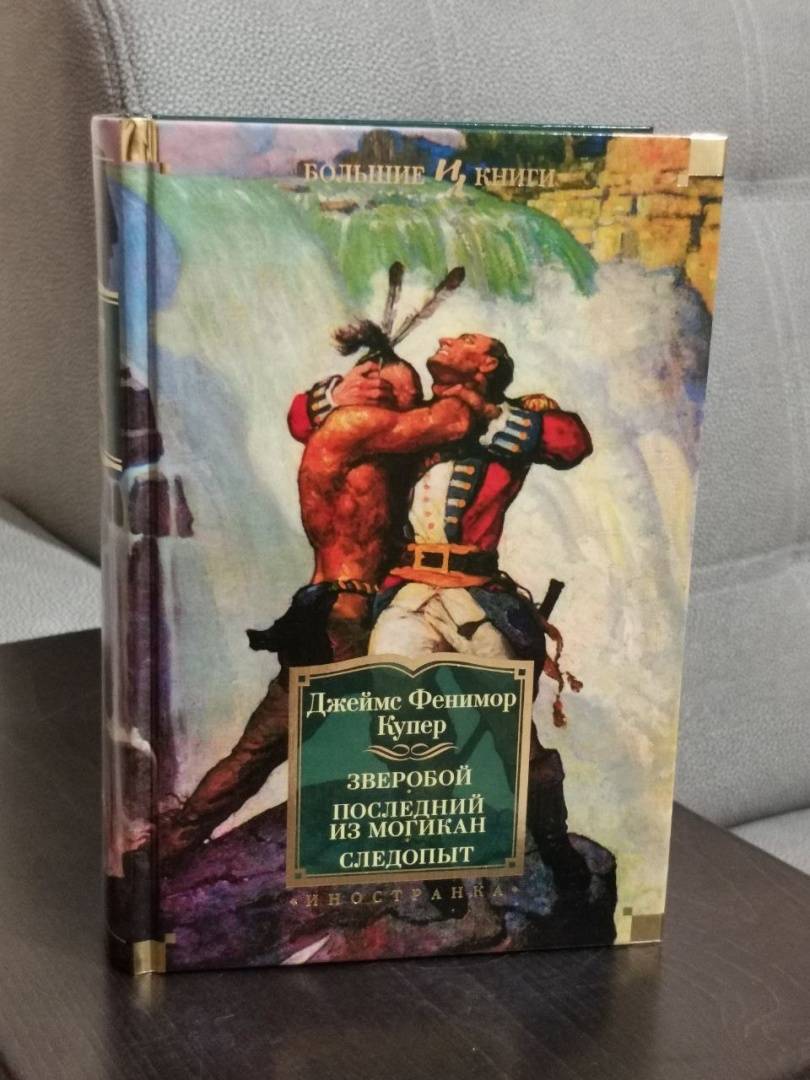 БОЛЬШИЕ И КНИГИ
Джеймс Фенимор
Купер
ЗВЕРОБОЙ
ПОСЛЕДНИЙ
ИЗ МОГИКАН
СЛЕДОПЫТ
«ИНОСТРАНКА»